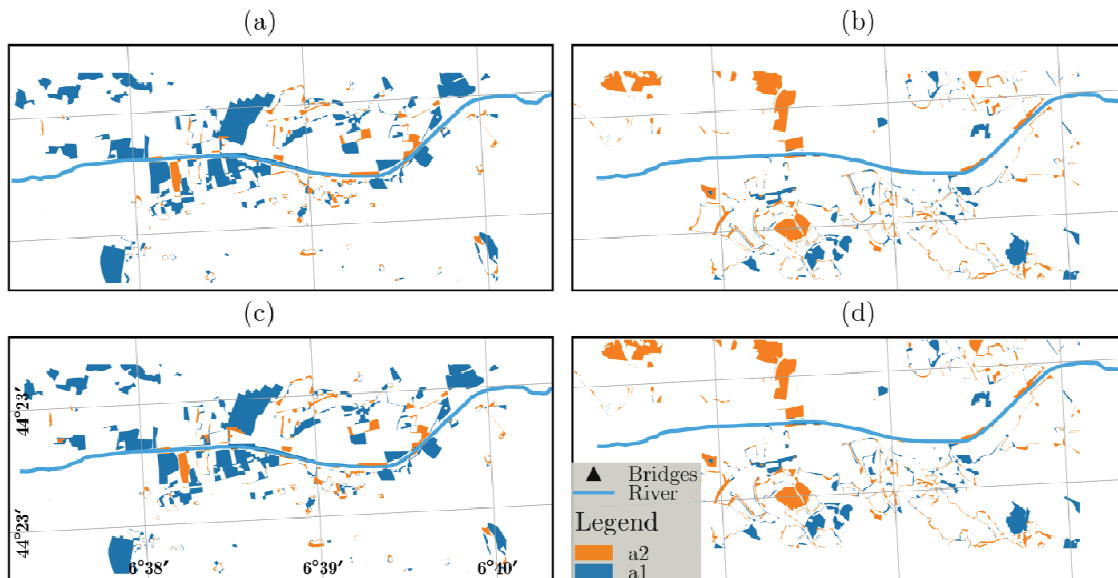 (a)
(b)
(c)
(d)
44°23′
44°23′
6°38′
6°39′
6°40′
Bridges
River
Legend
a2
a1